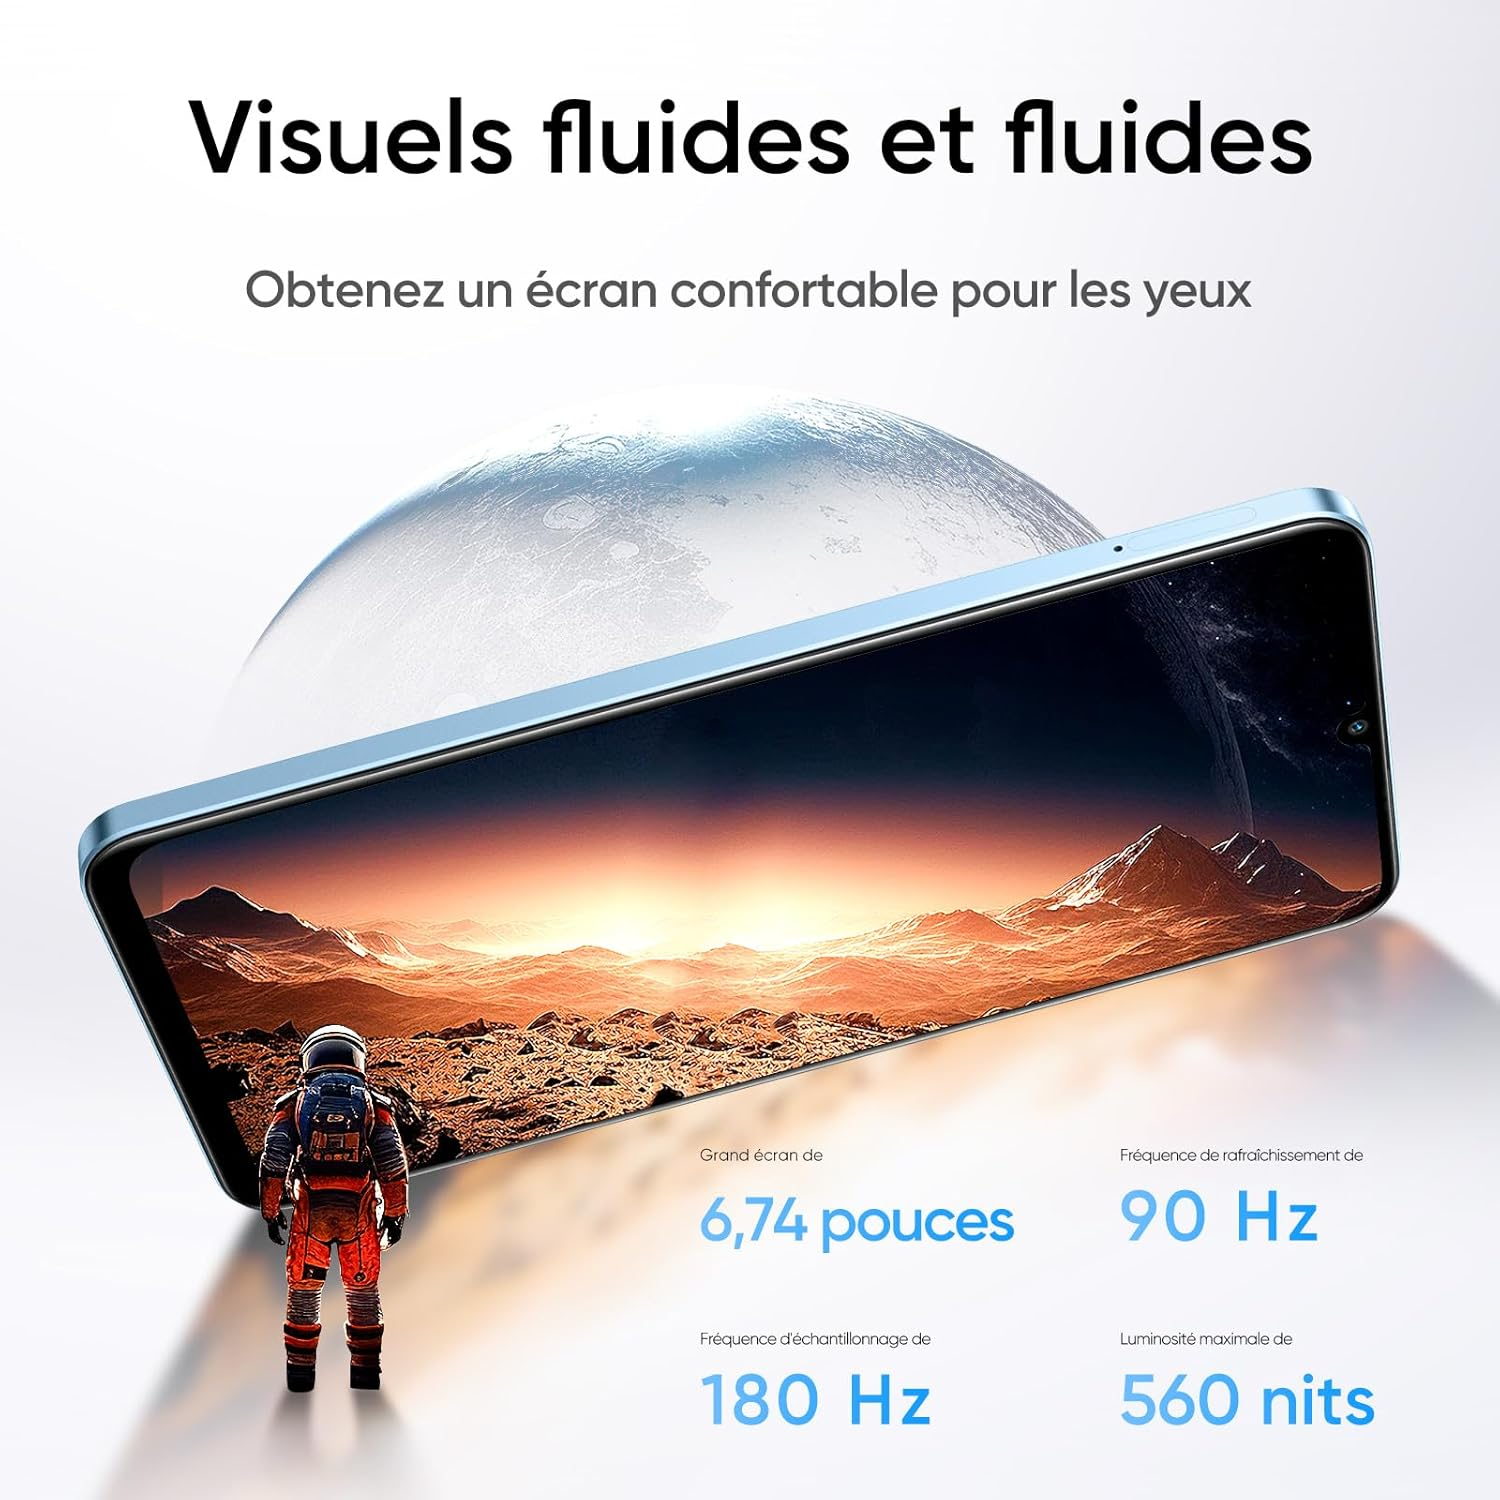 Visuels fluides et fluides
Obtenez un écran confortable pour les yeux
Grand écran de
6,74 pouces
Fréquence de rafraîchissement de
90 Hz
Fréquence d'échantillonnage de
180 Hz
Luminosité maximale de
560 nits